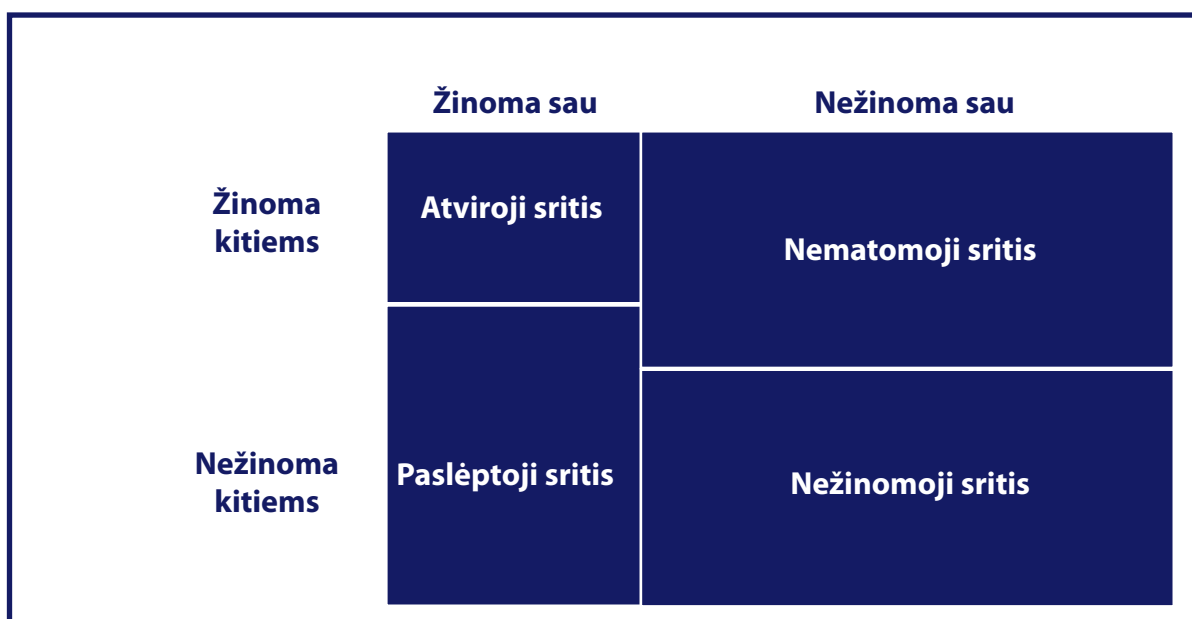 Žinoma sau
Nežinoma sau
Žinoma
kitiems
Atviroji sritis
Nematomoji sritis
Nežinoma
kitiems
Paslėptoji sritis
Nežinomoji sritis